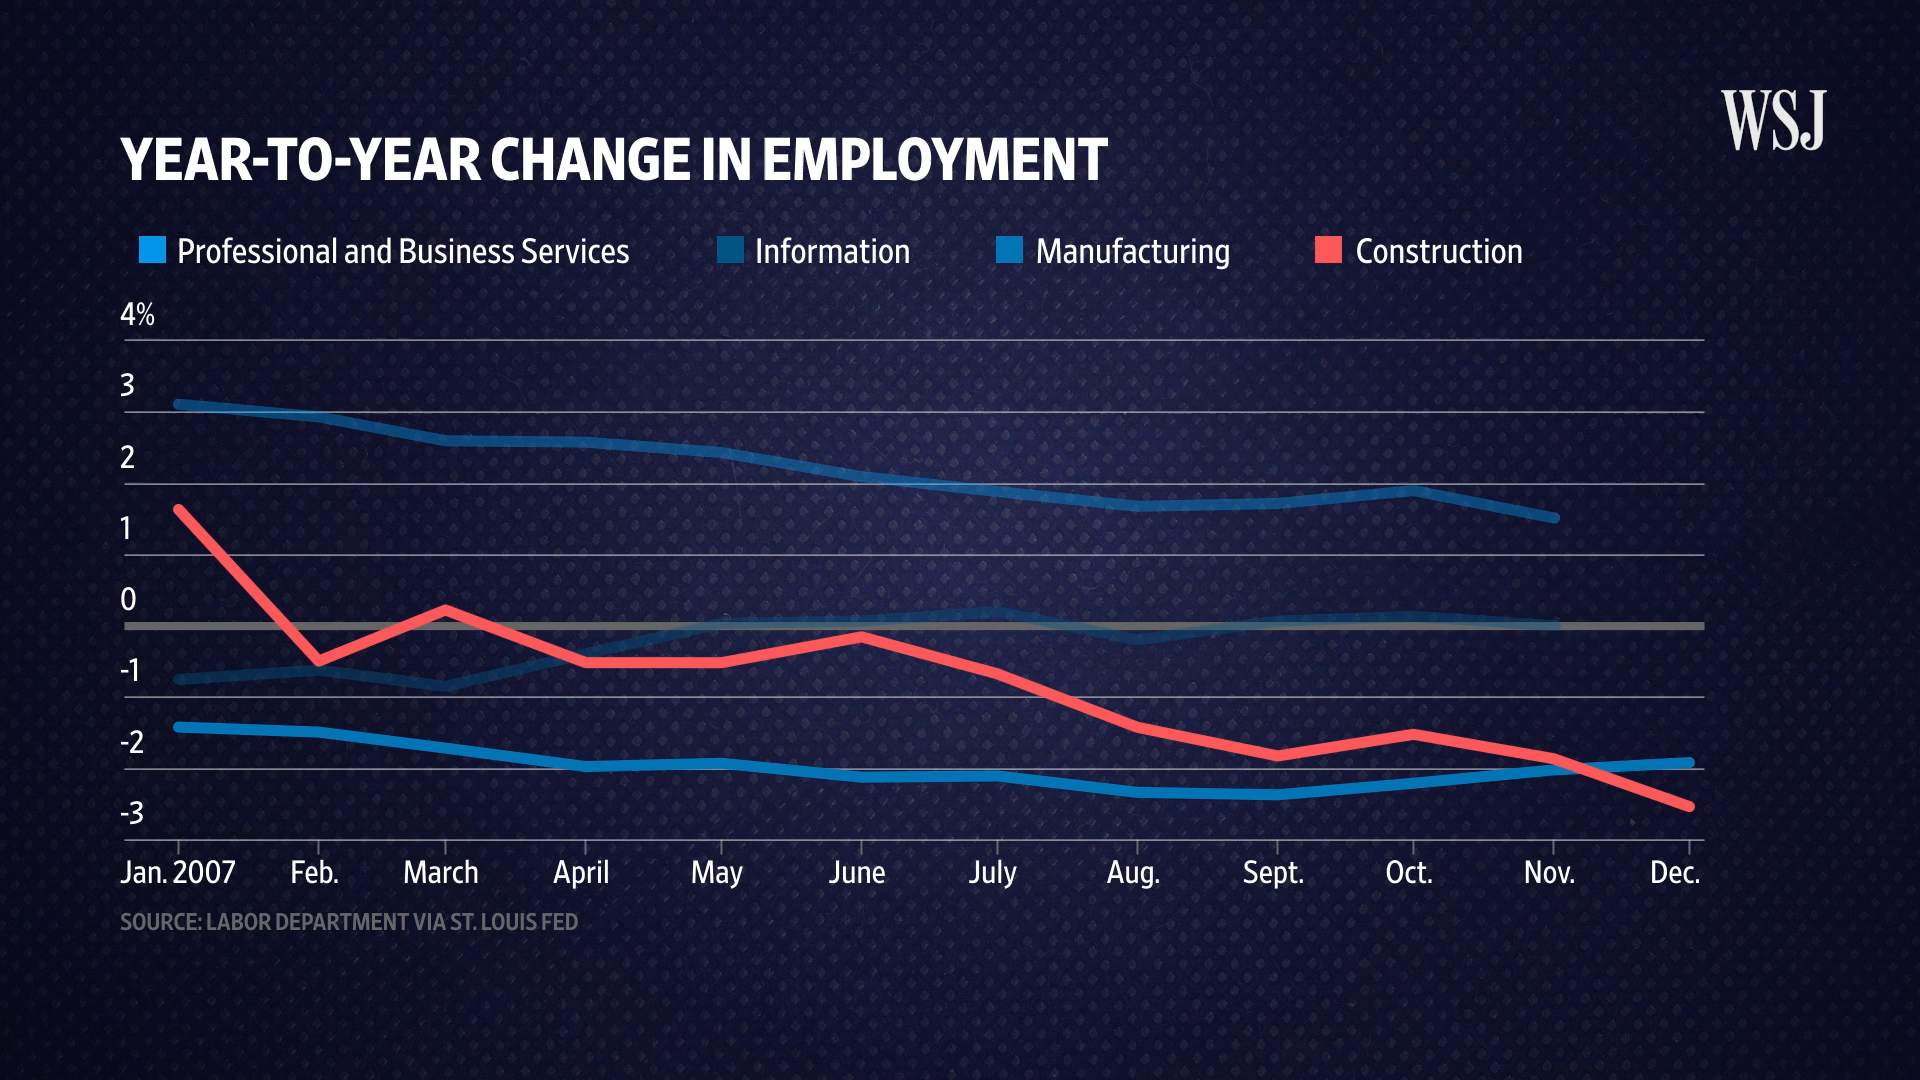 WSJ
YEAR-TO-YEAR CHANGE IN EMPLOYMENT
Professional and Business Services Information Manufacturing Construction
4%
3
2
1
0
-1
-2
-3
Jan. 2007 Feb. March April May June July Aug. Sept. Oct. Nov. Dec.
SOURCE: LABOR DEPARTMENT VIA ST. LOUIS FED